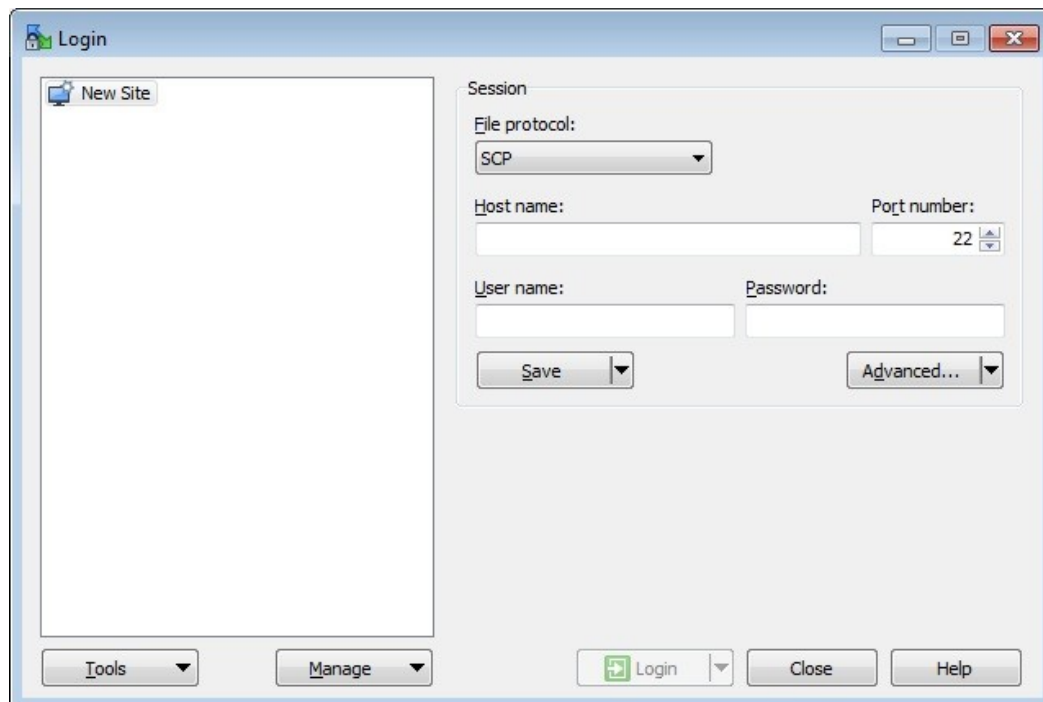 Login
New Site
Session
File protocol:
SCP
Host name:
Port number:
22
User name:
Password:
Save
Advanced...
Tools
Manage
Login
Close
Help